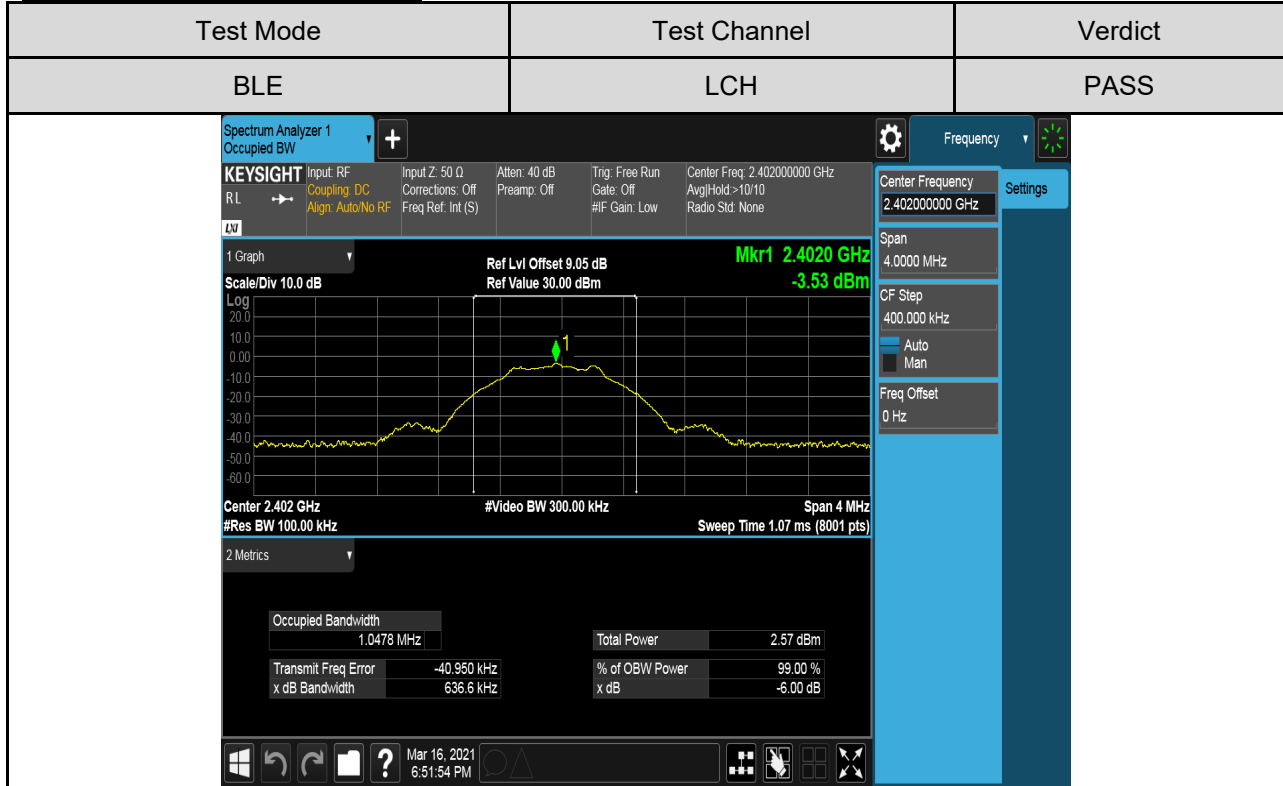 Test Mode
Test Channel
Verdict
BLE
LCH
PASS
Spectrum Analyzer 1
Occupied BW
+
Frequency
KEYSIGHT
RL
LXI
Input: RF
Coupling: DC
Align: Auto/No RF
Input Z: 50 Ω
Corrections: Off
Freq Ref: Int (S)
Atten: 40 dB
Preamp: Off
Trig: Free Run
Gate: Off
#IF Gain: Low
Center Freq: 2.402000000 GHz
Avg|Hold:>10/10
Radio Std: None
Center Frequency
2.402000000 GHz
Settings
Span
4.0000 MHz
CF Step
400.000 kHz
Auto
Man
Freq Offset
0 Hz
1 Graph
Scale/Div 10.0 dB
Ref Lvl Offset 9.05 dB
Ref Value 30.00 dBm
Mkr1 2.4020 GHz
-3.53 dBm
Log
20.0
10.0
0.00
-10.0
-20.0
-30.0
-40.0
-50.0
-60.0
1
Center 2.402 GHz
#Video BW 300.00 kHz
Span 4 MHz
#Res BW 100.00 kHz
Sweep Time 1.07 ms (8001 pts)
2 Metrics
Occupied Bandwidth
1.0478 MHz
Total Power 2.57 dBm
Transmit Freq Error -40.950 kHz
% of OBW Power 99.00 %
x dB Bandwidth 636.6 kHz
x dB -6.00 dB
?
Mar 16, 2021
6:51:54 PM